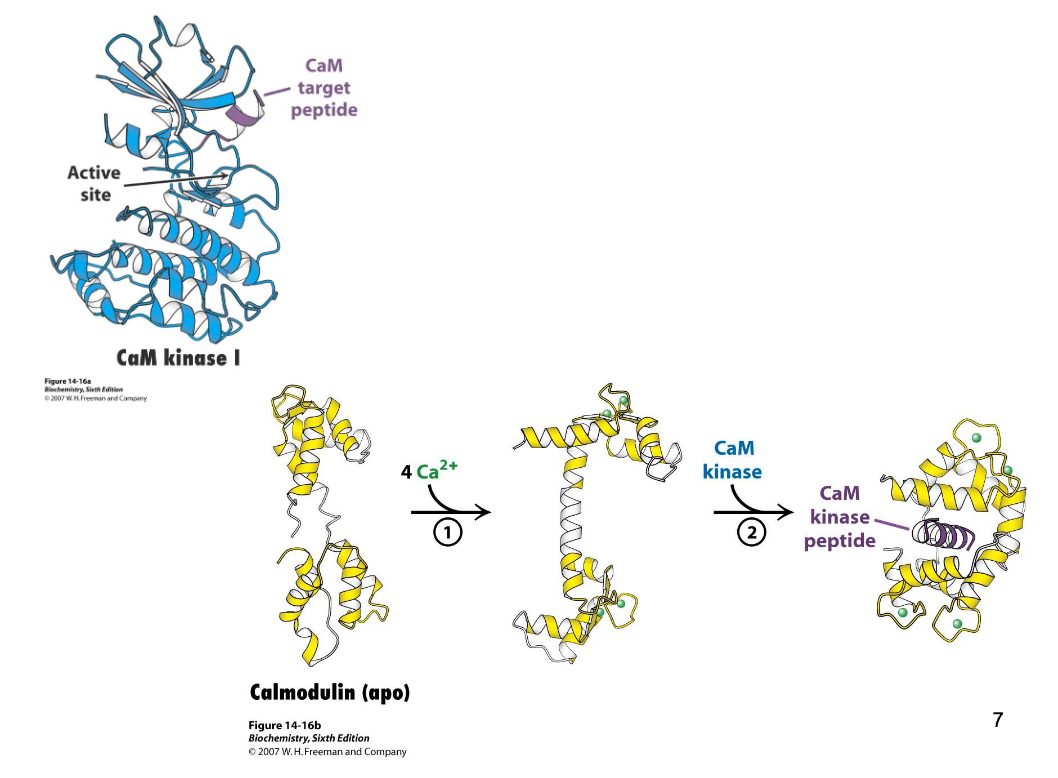 CaM
target
peptide
Active
site
CaM kinase I
Figure 14-16a
Biochemistry, Sixth Edition
© 2007 W. H. Freeman and Company
4 Ca²⁺
1
CaM
kinase
2
CaM
kinase
peptide
Calmodulin (apo)
Figure 14-16b
Biochemistry, Sixth Edition
© 2007 W. H. Freeman and Company
7